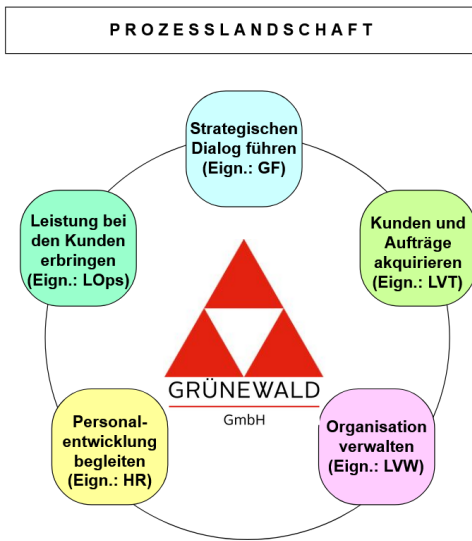 PROZESSLANDSCHAFT
Strategischen
Dialog führen
(Eign.: GF)
Leistung bei
den Kunden
erbringen
(Eign.: LOps)
Kunden und
Aufträge
akquirieren
(Eign.: LVT)
GRÜNEWALD
GmbH
Personal-
entwicklung
begleiten
(Eign.: HR)
Organisation
verwalten
(Eign.: LVW)